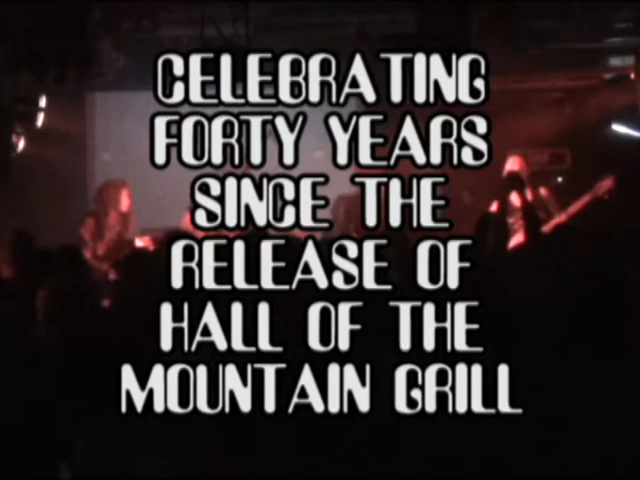 CELEBRATING
FORTY YEARS
SINCE THE
RELEASE OF
HALL OF THE
MOUNTAIN GRILL